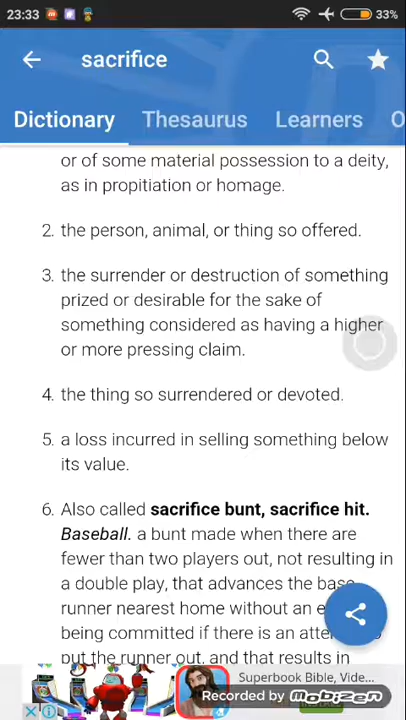 23:33
33%
sacrifice
Dictionary Thesaurus Learners O
or of some material possession to a deity,
as in propitiation or homage.
2. the person, animal, or thing so offered.
3. the surrender or destruction of something
prized or desirable for the sake of
something considered as having a higher
or more pressing claim.
4. the thing so surrendered or devoted.
5. a loss incurred in selling something below
its value.
6. Also called sacrifice bunt, sacrifice hit.
Baseball. a bunt made when there are
fewer than two players out, not resulting in
a double play, that advances the base
runner nearest home without an e
being committed if there is an atte
put the runner out, and that results in
Superbook Bible, Vide...
Recorded by Mobizen